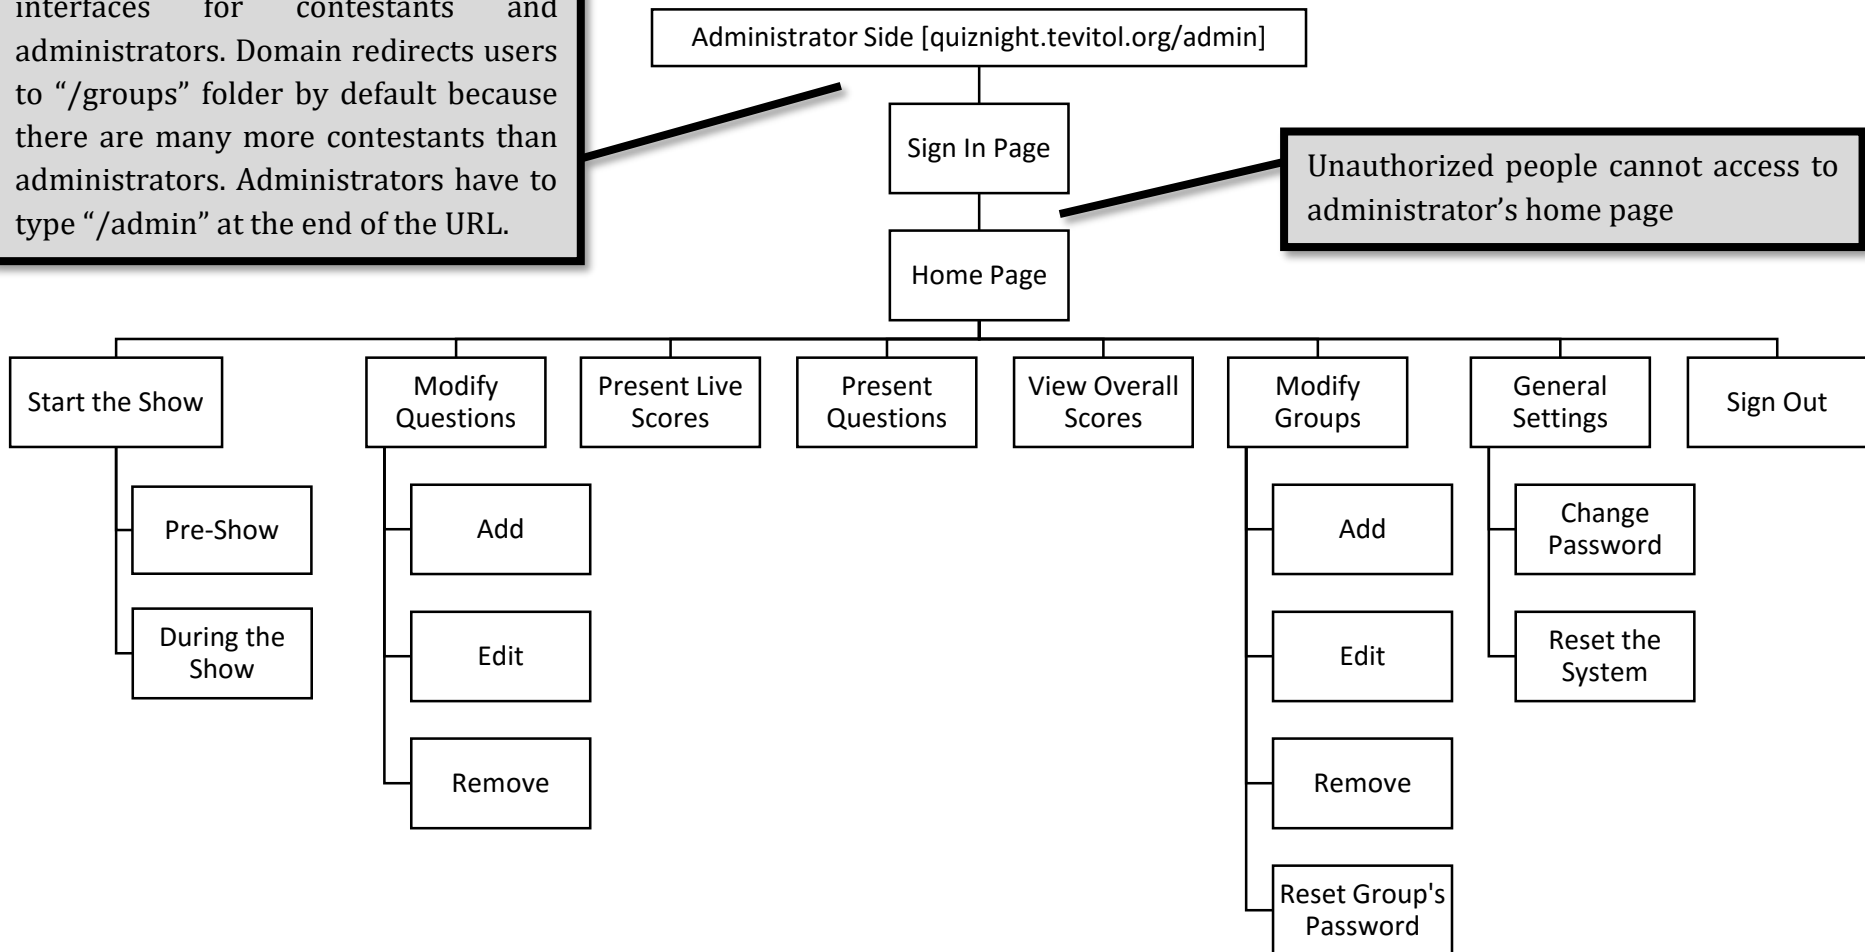 interfaces for contestants and
administrators. Domain redirects users
to “/groups” folder by default because
there are many more contestants than
administrators. Administrators have to
type “/admin” at the end of the URL.
Administrator Side [quiznight.tevitol.org/admin]
Sign In Page
Unauthorized people cannot access to
administrator’s home page
Home Page
Start the Show
Modify
Questions
Present Live
Scores
Present
Questions
View Overall
Scores
Modify
Groups
General
Settings
Sign Out
Pre-Show
During the
Show
Add
Edit
Remove
Add
Edit
Remove
Reset Group's
Password
Change
Password
Reset the
System